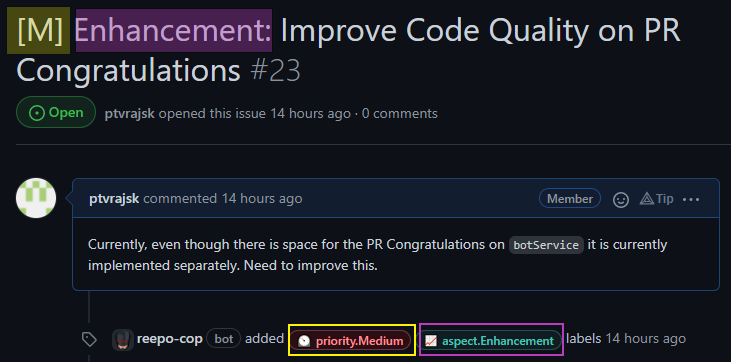 [M] Enhancement: Improve Code Quality on PR
Congratulations #23
Open ptvrajsk opened this issue 14 hours ago · 0 comments
ptvrajsk commented 14 hours ago Member Tip ...
Currently, even though there is space for the PR Congratulations on botService it is currently
implemented separately. Need to improve this.
reepo-cop bot added priority.Medium aspect.Enhancement labels 14 hours ago